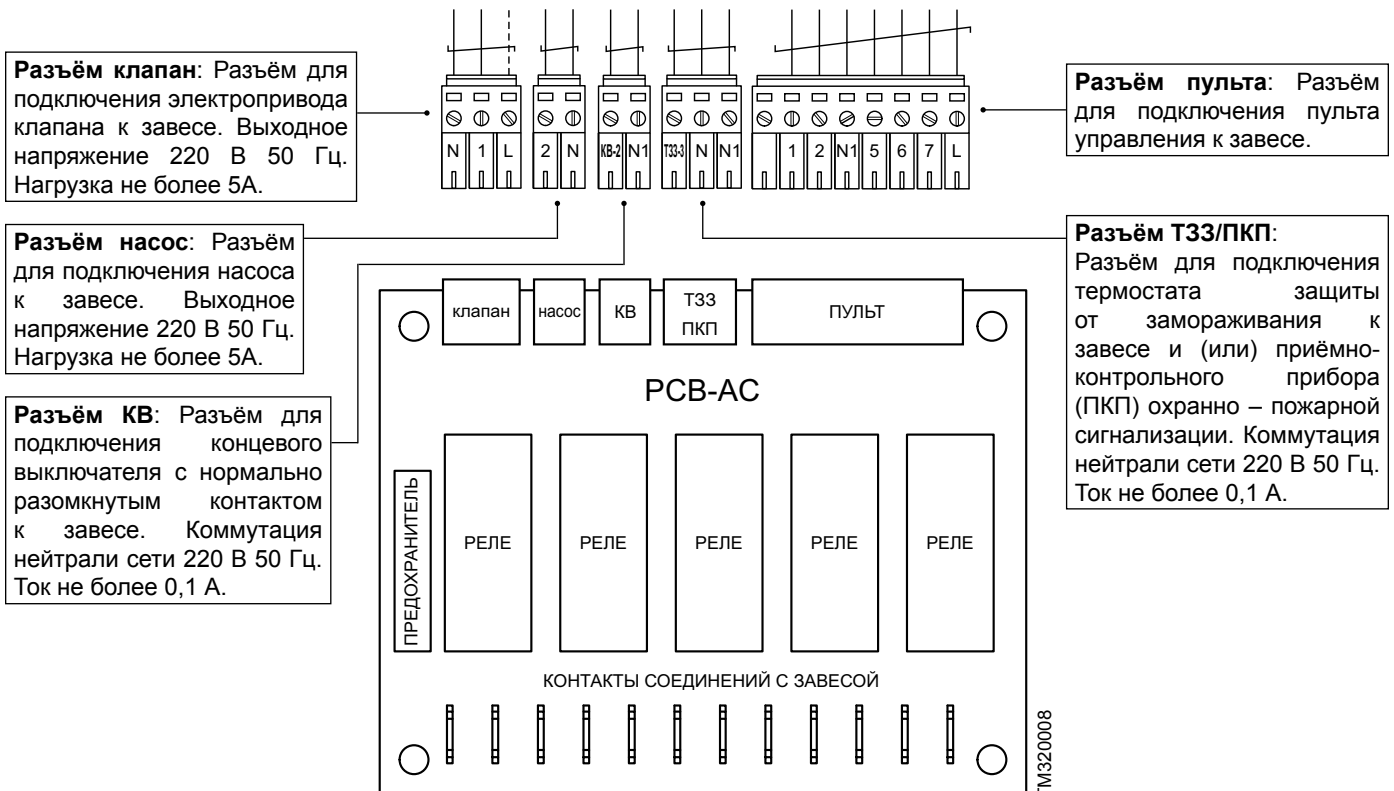 Разъём клапан: Разъём для
подключения электропривода
клапана к завесе. Выходное
напряжение 220 В 50 Гц.
Нагрузка не более 5А.
Разъём насос: Разъём
для подключения насоса
к завесе. Выходное
напряжение 220 В 50 Гц.
Нагрузка не более 5А.
Разъём КВ: Разъём для
подключения концевого
выключателя с нормально
разомкнутым контактом
к завесе. Коммутация
нейтрали сети 220 В 50 Гц.
Ток не более 0,1 А.
N 1 L 2 N КВ-2 N1 ТЗЗ-3 N N1 1 2 N1 5 6 7 L
Разъём пульта: Разъём
для подключения пульта
управления к завесе.
Разъём ТЗЗ/ПКП:
Разъём для подключения
термостата защиты
от замораживания к
завесе и (или) приёмно-
контрольного прибора
(ПКП) охранно – пожарной
сигнализации. Коммутация
нейтрали сети 220 В 50 Гц.
Ток не более 0,1 А.
клапан насос КВ ТЗЗ ПУЛЬТ
ПКП
PCB-AC
ПРЕДОХРАНИТЕЛЬ
РЕЛЕ РЕЛЕ РЕЛЕ РЕЛЕ РЕЛЕ
КОНТАКТЫ СОЕДИНЕНИЙ С ЗАВЕСОЙ
TM320008